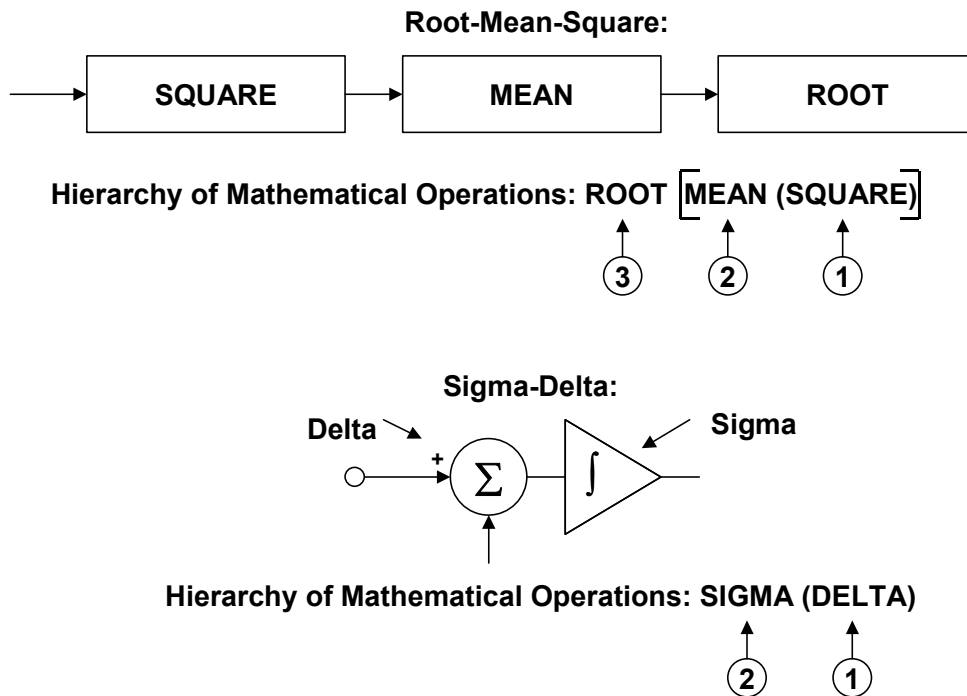 Root-Mean-Square:
SQUARE MEAN ROOT
Hierarchy of Mathematical Operations: ROOT [MEAN (SQUARE)]
3 2 1
Sigma-Delta:
Delta Sigma
+
Σ ∫
Hierarchy of Mathematical Operations: SIGMA (DELTA)
2 1